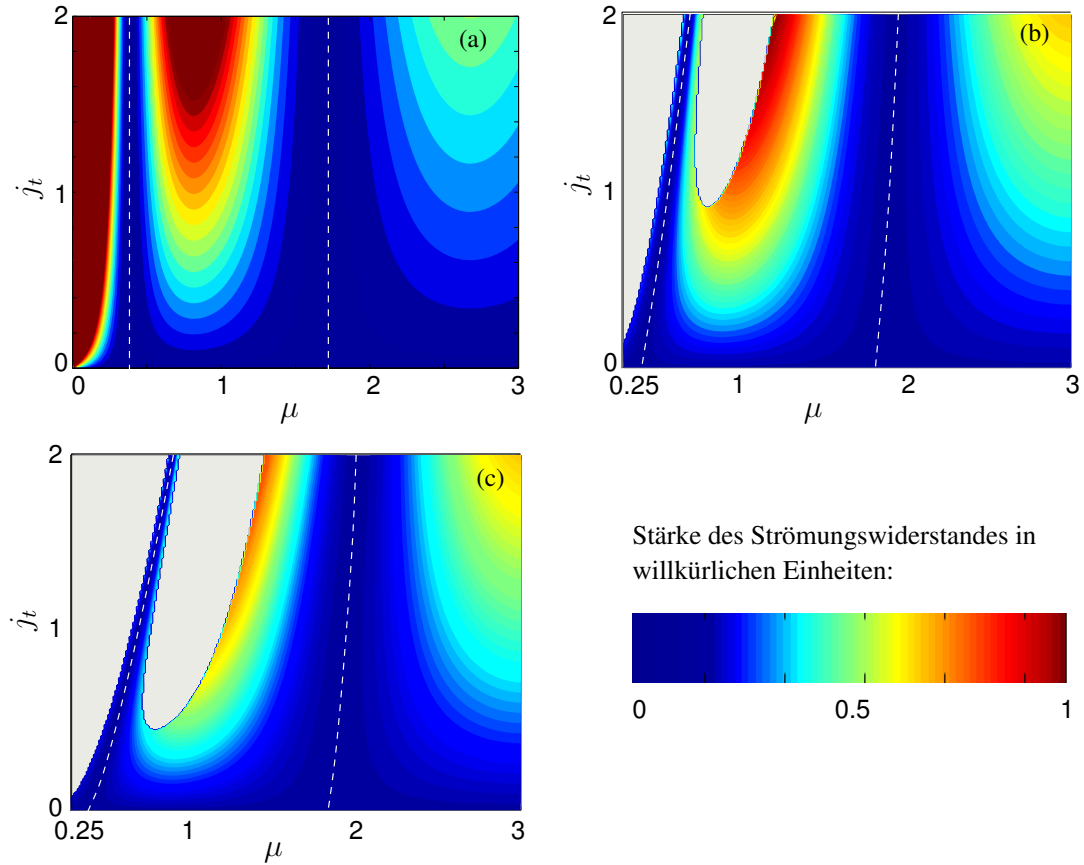 2
(a)
j_t
1
0
0 1 2 3
μ
2
(b)
j_t
1
0
0.25 1 2 3
μ
2
(c)
j_t
1
0
0.25 1 2 3
μ
Stärke des Strömungswiderstandes in
willkürlichen Einheiten:
0 0.5 1